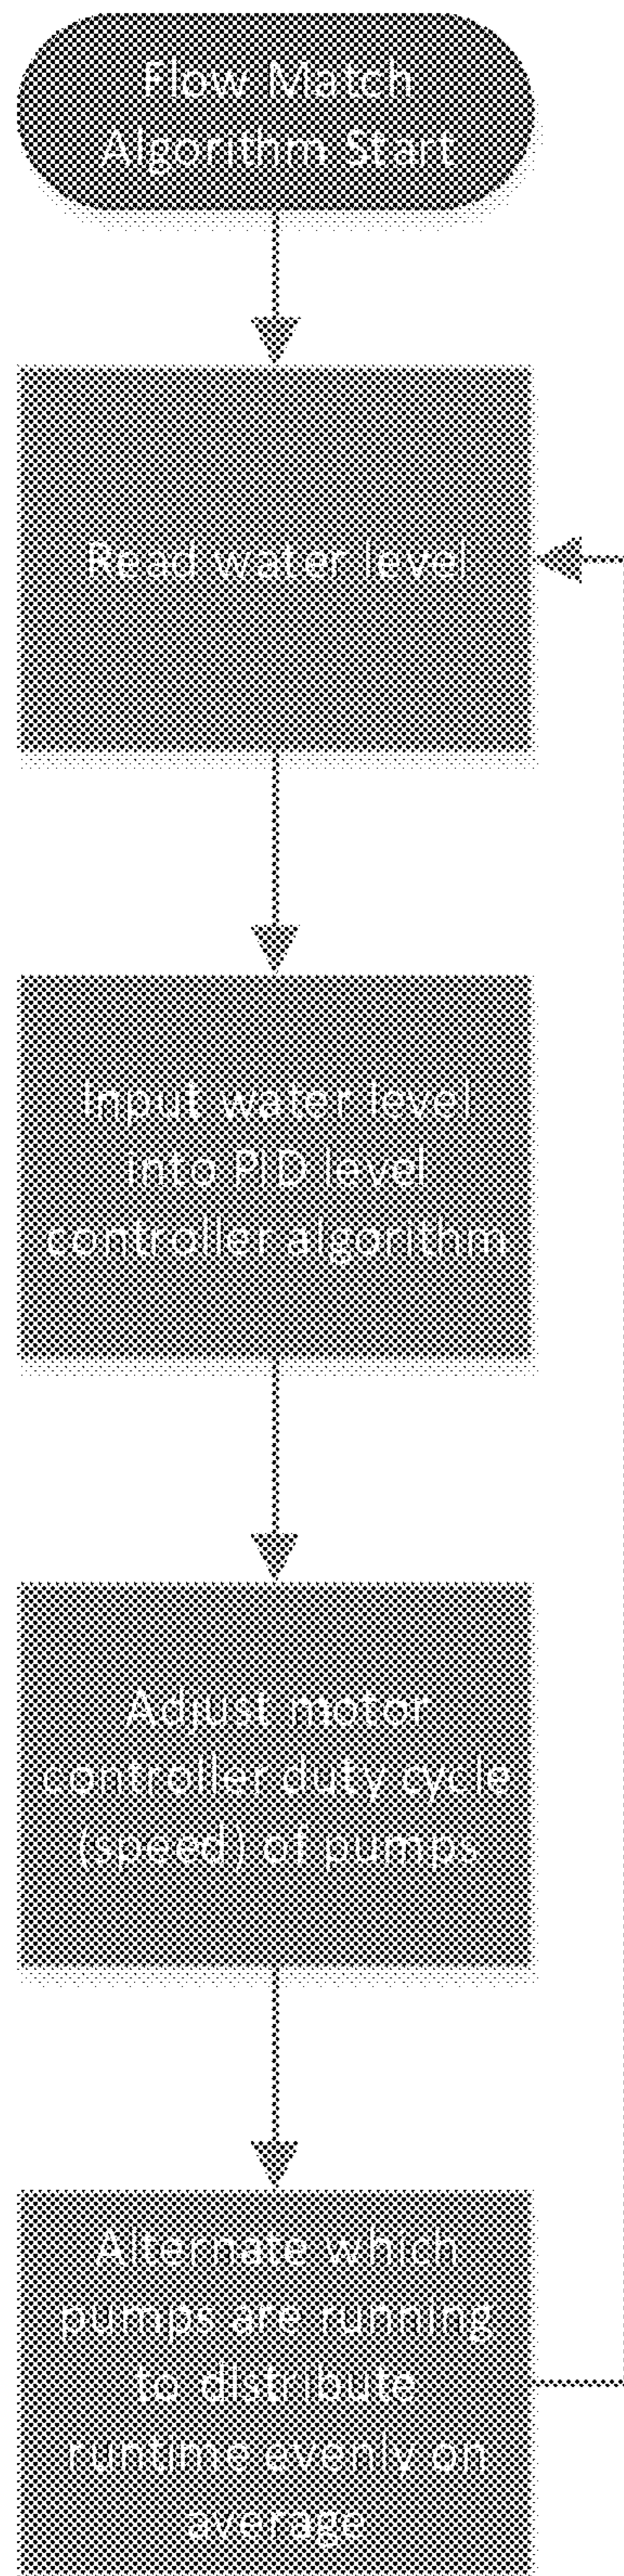 Flow Match
Algorithm Start
Read water level
Input water level
into PID level
controller algorithm
Adjust motor
controller duty cycle
(speed) of pumps
Alternate which
pumps are running
to distribute
runtime evenly on
average